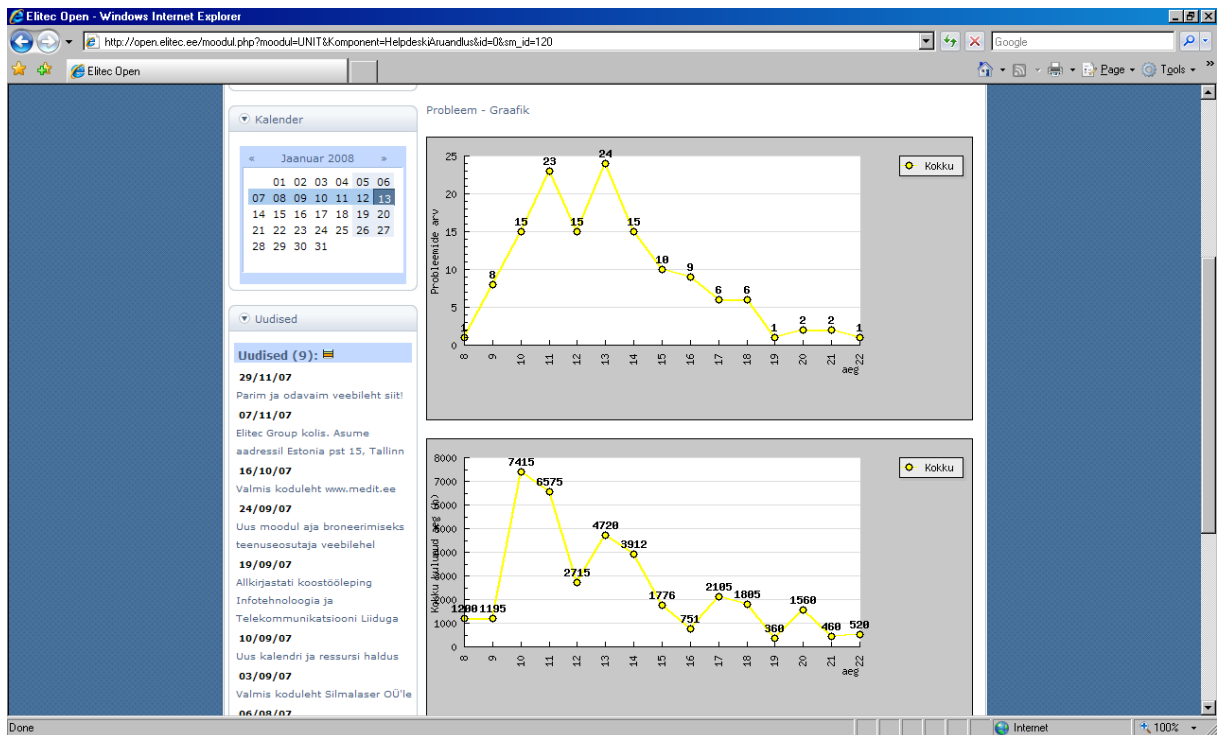 Elitec Open - Windows Internet Explorer
http://open.elitec.ee/moodul.php?moodul=UNIT&Komponent=HelpdeskiAruandlus&id=0&sm_id=120
Google
Elitec Open
Page
Tools
Kalender
« Jaanuar 2008 »
01 02 03 04 05 06
07 08 09 10 11 12 13
14 15 16 17 18 19 20
21 22 23 24 25 26 27
28 29 30 31
Uudised
Uudised (9):
29/11/07
Parim ja odavaim veebileht siit!
07/11/07
Elitec Group kolis. Asume
aadressil Estonia pst 15, Tallinn
16/10/07
Valmis koduleht www.medit.ee
24/09/07
Uus moodul aja broneerimiseks
teenuseosutaja veebilehel
19/09/07
Allkirjastati koostööleping
Infotehnoloogia ja
Telekommunikatsiooni Liiduga
10/09/07
Uus kalendri ja ressursi haldus
03/09/07
Valmis koduleht Silmalaser OÜ'le
06/08/07
Probleem - Graafik
Probleemide arv
25
20
15
10
5
0
1 8 15 23 15 24 15 10 9 6 6 1 2 2 1
8 9 10 11 12 13 14 15 16 17 18 19 20 21 22
aeg
Kokku
Kokku kulunud aeg (h)
8000
7000
6000
5000
4000
3000
2000
1000
0
1200 1195 7415 6575 2715 4720 3912 1776 751 2105 1805 360 1560 460 520
8 9 10 11 12 13 14 15 16 17 18 19 20 21 22
aeg
Kokku
Done
Internet
100%